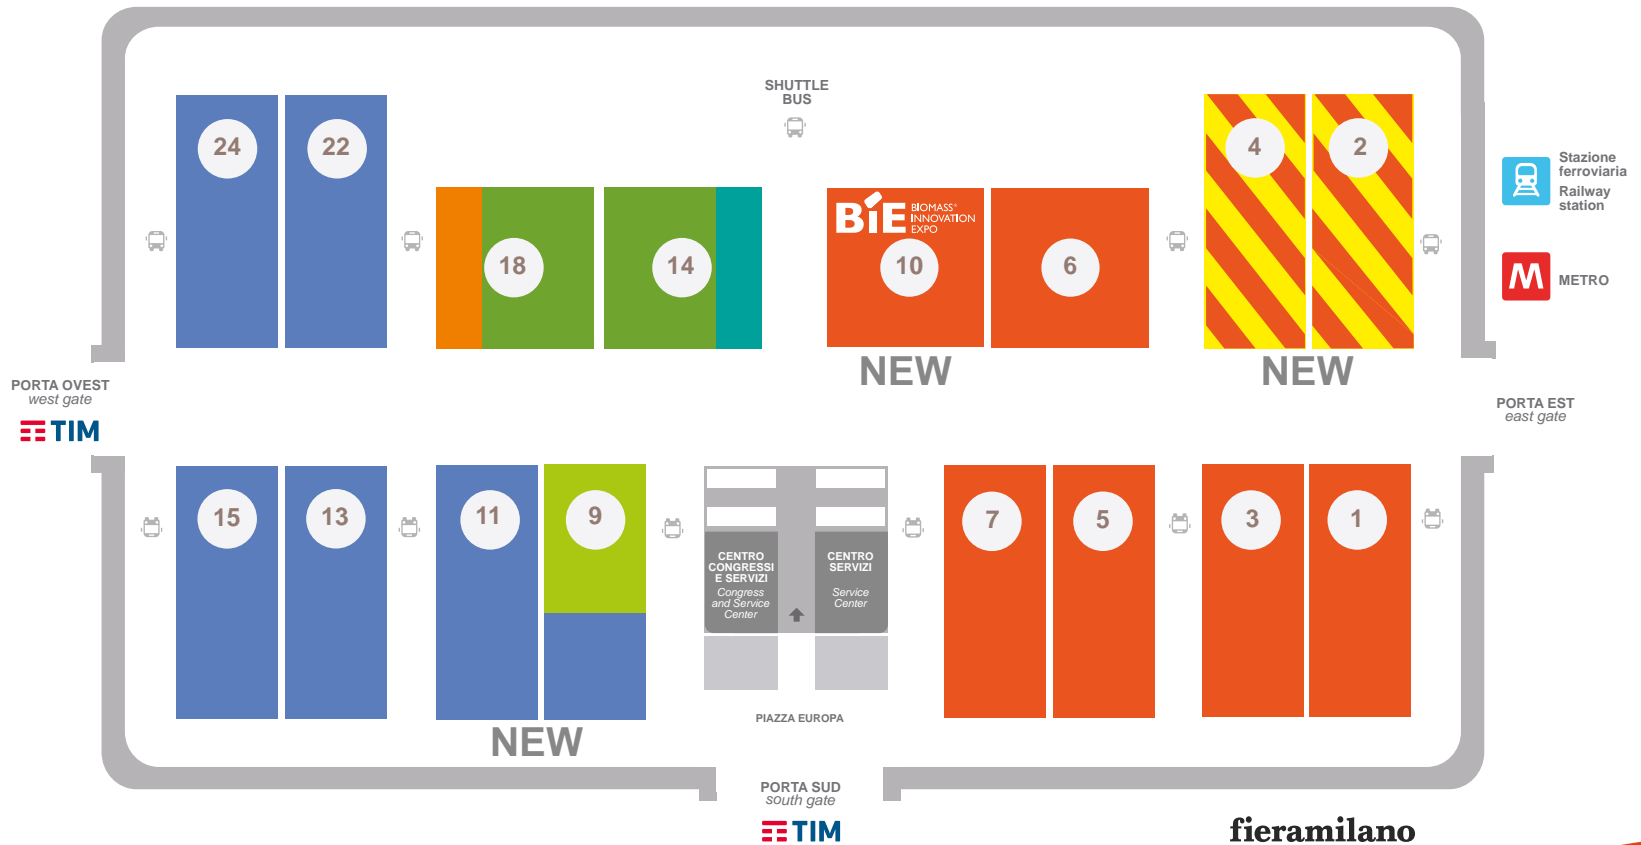 SHUTTLE
BUS
24
22
4
2
Stazione
ferroviaria
Railway
station
BIE BIOMASS*
INNOVATION
EXPO
18
14
10
6
M METRO
NEW
NEW
PORTA OVEST
west gate
TIM
PORTA EST
east gate
15
13
11
9
7
5
3
1
CENTRO
CONGRESSI
E SERVIZI
Congress
and Service
Center
CENTRO
SERVIZI
Service
Center
PIAZZA EUROPA
NEW
PORTA SUD
south gate
TIM
fieramilano